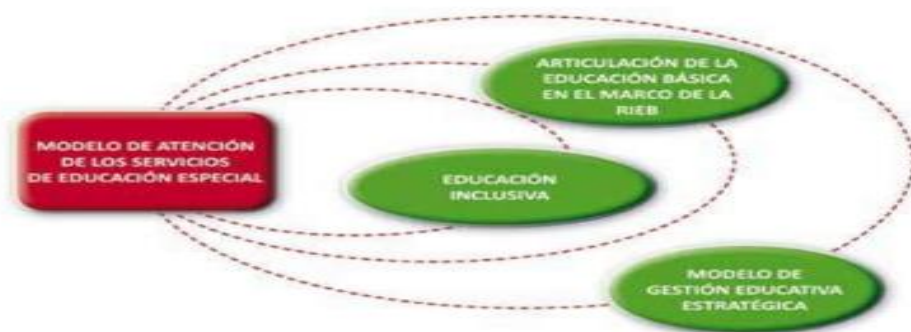 ARTICULACIÓN DE LA
EDUCACIÓN BÁSICA
EN EL MARCO DE LA
RIEB
MODELO DE ATENCIÓN
DE LOS SERVICIOS
DE EDUCACIÓN ESPECIAL
EDUCACIÓN
INCLUSIVA
MODELO DE
GESTIÓN EDUCATIVA
ESTRATÉGICA